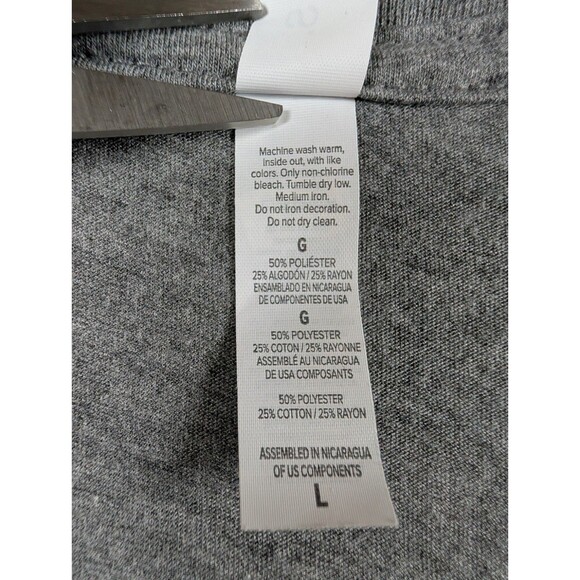 Machine wash warm,
inside out, with like
colors. Only non-chlorine
bleach. Tumble dry low.
Medium iron.
Do not iron decoration.
Do not dry clean.
G
50% POLIÉSTER
25% ALGODÓN / 25% RAYON
ENSAMBLADO EN NICARAGUA
DE COMPONENTES DE USA
G
50% POLYESTER
25% COTON / 25% RAYONNE
ASSEMBLÉ AU NICARAGUA
DE USA COMPOSANTS
50% POLYESTER
25% COTTON / 25% RAYON
ASSEMBLED IN NICARAGUA
OF US COMPONENTS
L